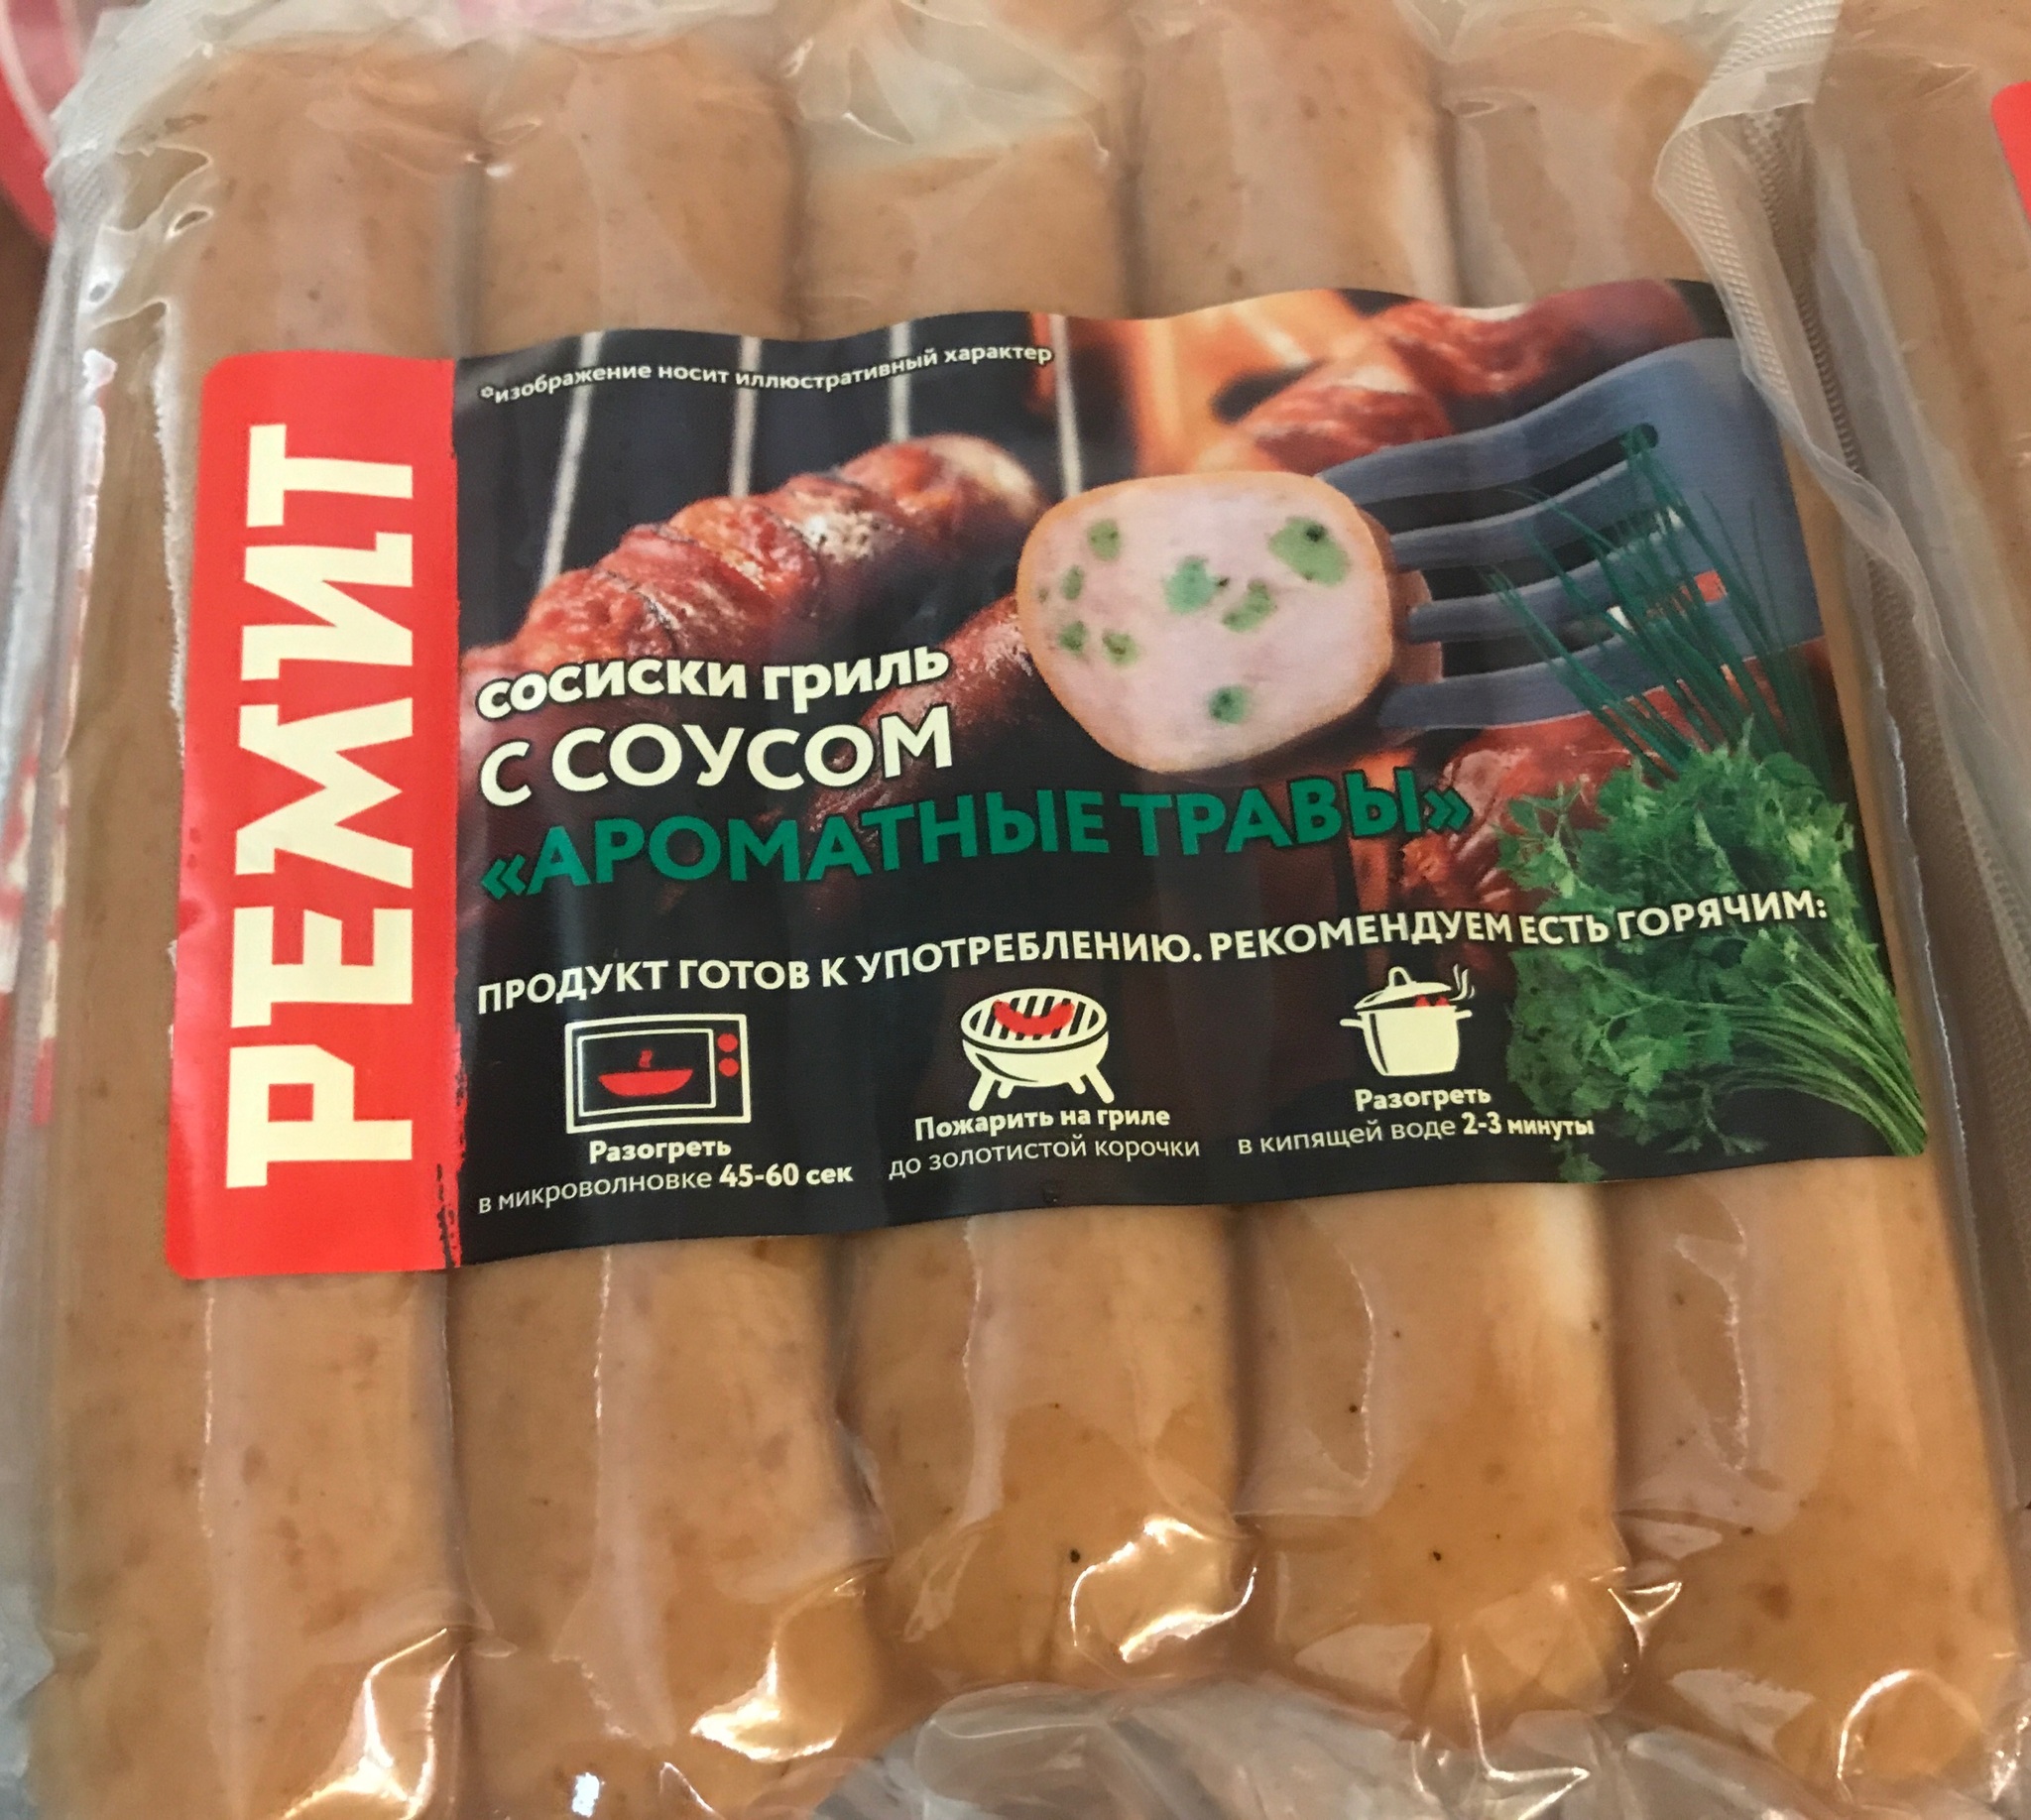 РЕМИТ
*изображение носит иллюстративный характер
сосиски гриль
С СОУСОМ
«АРОМАТНЫЕ ТРАВЫ»
ПРОДУКТ ГОТОВ К УПОТРЕБЛЕНИЮ. РЕКОМЕНДУЕМ ЕСТЬ ГОРЯЧИМ:
Разогреть
в микроволновке 45-60 сек
Пожарить на гриле
до золотистой корочки
Разогреть
в кипящей воде 2-3 минуты